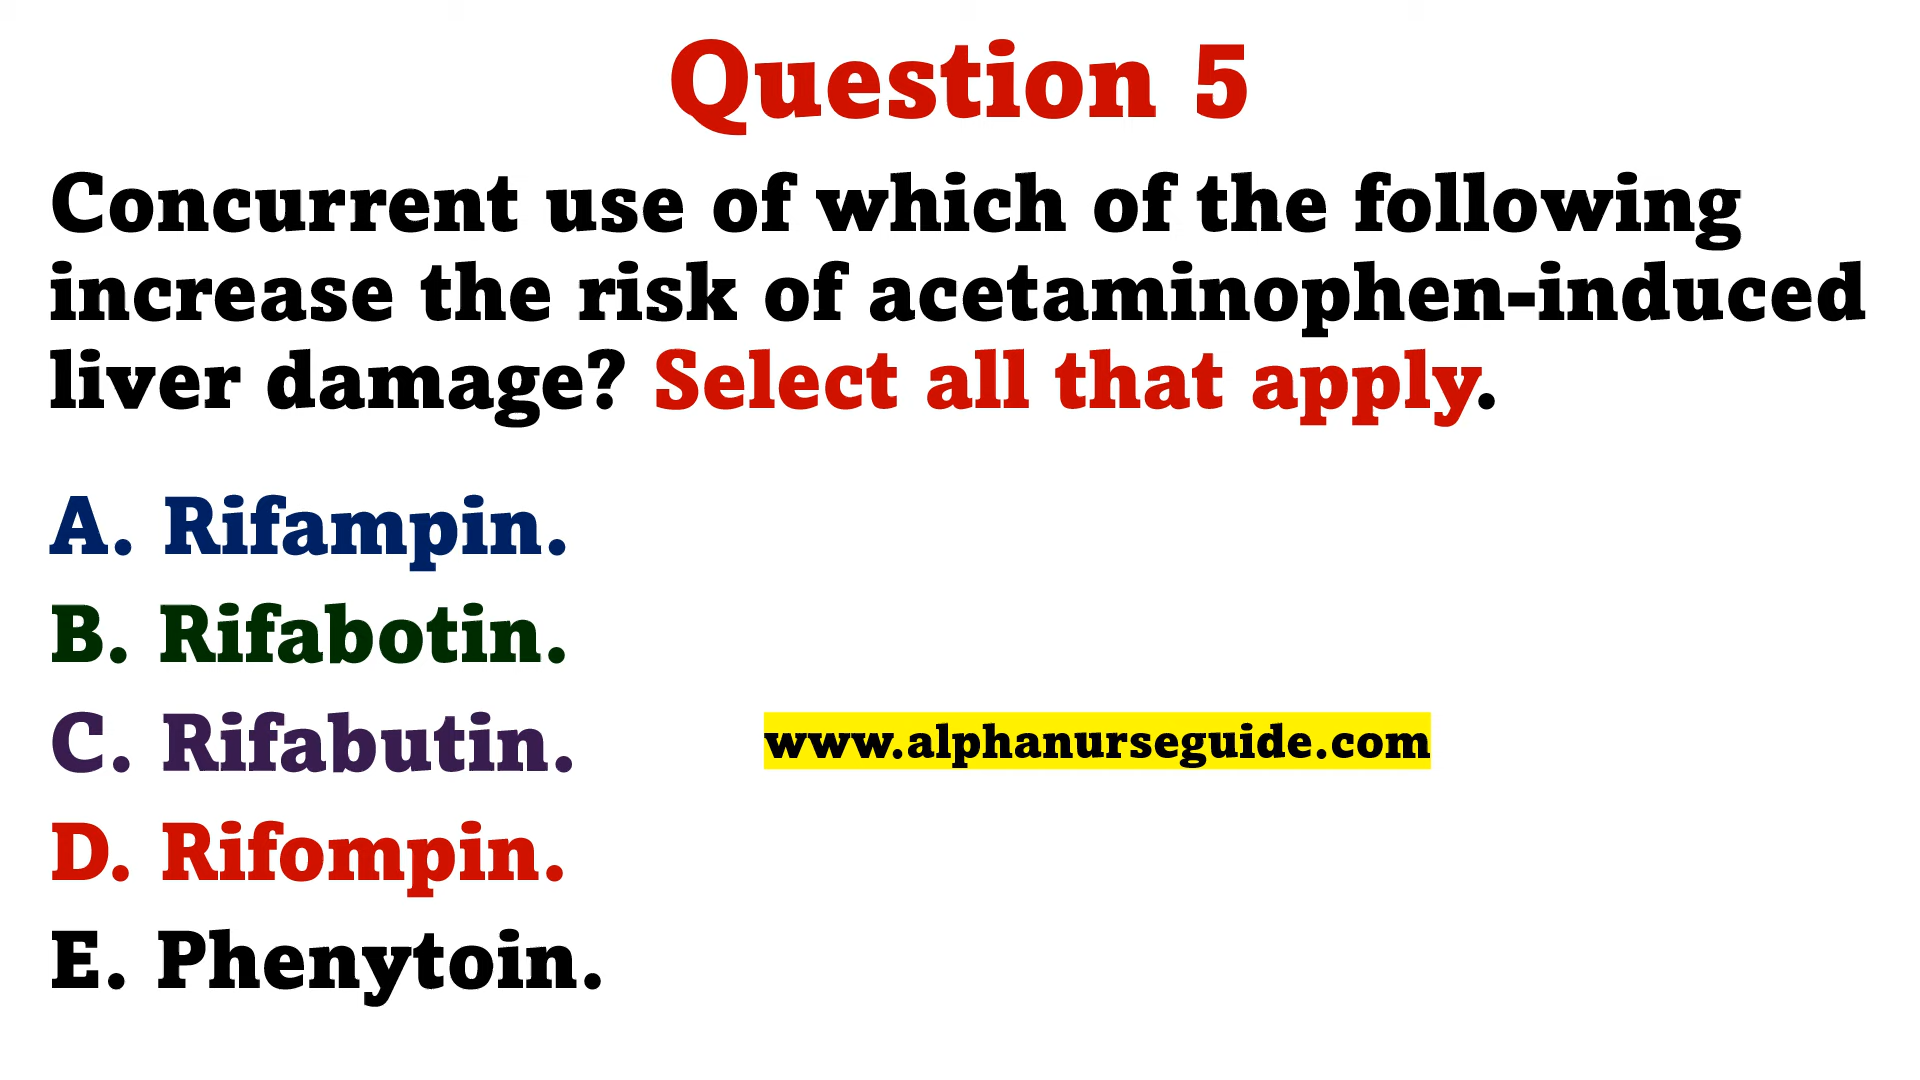 Question 5
Concurrent use of which of the following
increase the risk of acetaminophen-induced
liver damage? Select all that apply.
A. Rifampin.
B. Rifabotin.
C. Rifabutin.
www.alphanurseguide.com
D. Rifompin.
E. Phenytoin.